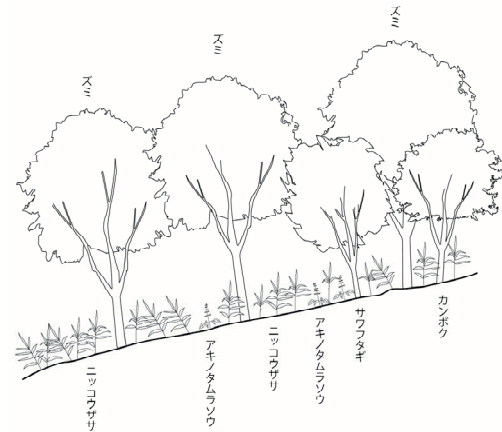 ズミ
ズミ
ズミ
ニッコウザサ
アキノタムラソウ
ニッコウザサ
アキノタムラソウ
サワフタギ
カンボク